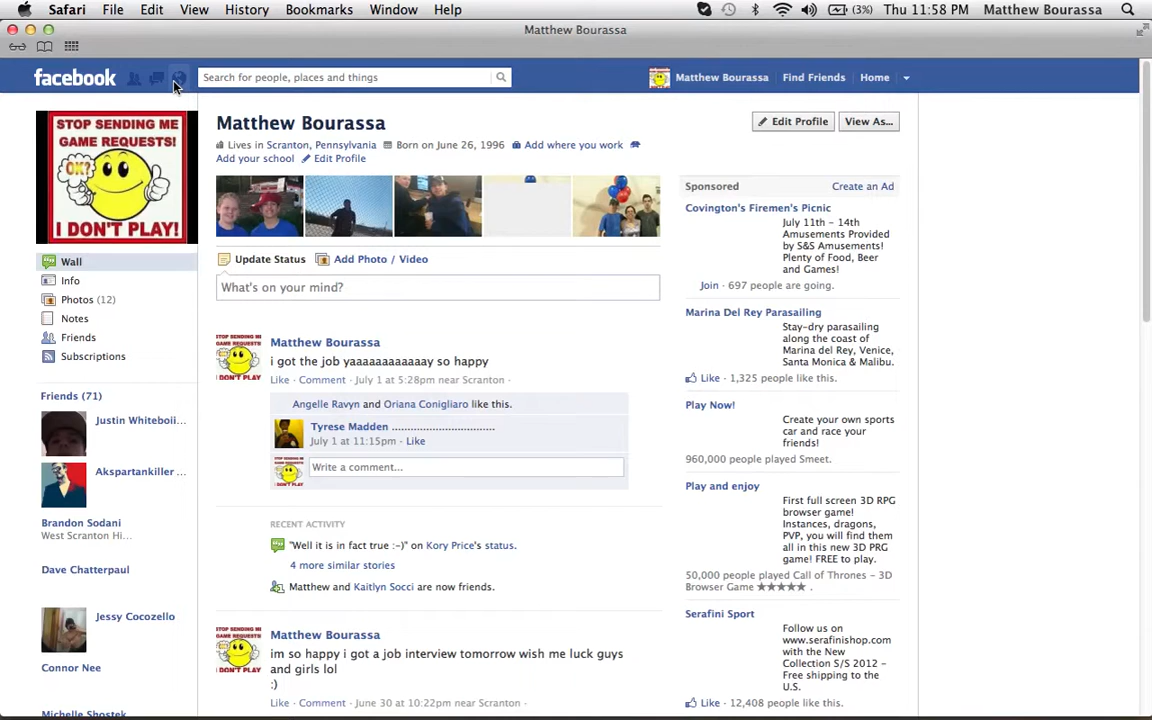 Safari File Edit View History Bookmarks Window Help (3%) Thu 11:58 PM Matthew Bourassa
Matthew Bourassa
facebook Search for people, places and things Matthew Bourassa Find Friends Home
STOP SENDING ME
GAME REQUESTS!
OK?
I DON'T PLAY!
Matthew Bourassa
Edit Profile View As...
Lives in Scranton, Pennsylvania Born on June 26, 1996 Add where you work
Add your school Edit Profile
Update Status Add Photo / Video
What's on your mind?
Wall
Info
Photos (12)
Notes
Friends
Subscriptions
Friends (71)
Justin Whiteboii...
Akspartankiller ...
Brandon Sodani
West Scranton Hi...
Dave Chatterpaul
Jessy Cocozello
Connor Nee
Michelle Shostek
Matthew Bourassa
i got the job yaaaaaaaaaaaay so happy
Like · Comment · July 1 at 5:28pm near Scranton ·
Angelle Ravyn and Oriana Conigliaro like this.
Tyrese Madden ................................
July 1 at 11:15pm · Like
Write a comment...
RECENT ACTIVITY
"Well it is in fact true :-)" on Kory Price's status.
4 more similar stories
Matthew and Kaitlyn Socci are now friends.
Matthew Bourassa
im so happy i got a job interview tomorrow wish me luck guys
and girls lol
:)
Like · Comment · June 30 at 10:22pm near Scranton ·
Sponsored Create an Ad
Covington's Firemen's Picnic
July 11th - 14th
Amusements Provided
by S&S Amusements!
Plenty of Food, Beer
and Games!
Join · 697 people are going.
Marina Del Rey Parasailing
Stay-dry parasailing
along the coast of
Marina del Rey, Venice,
Santa Monica & Malibu.
Like · 1,325 people like this.
Play Now!
Create your own sports
car and race your
friends!
960,000 people played Smeet.
Play and enjoy
First full screen 3D RPG
browser game!
Instances, dragons,
PVP, you will find them
all in this new 3D PRG
game! FREE to play.
50,000 people played Call of Thrones - 3D
Browser Game ★★★★★ .
Serafini Sport
Follow us on
www.serafinishop.com
with the New
Collection S/S 2012 -
Free shipping to the
U.S.
Like · 12,408 people like this.